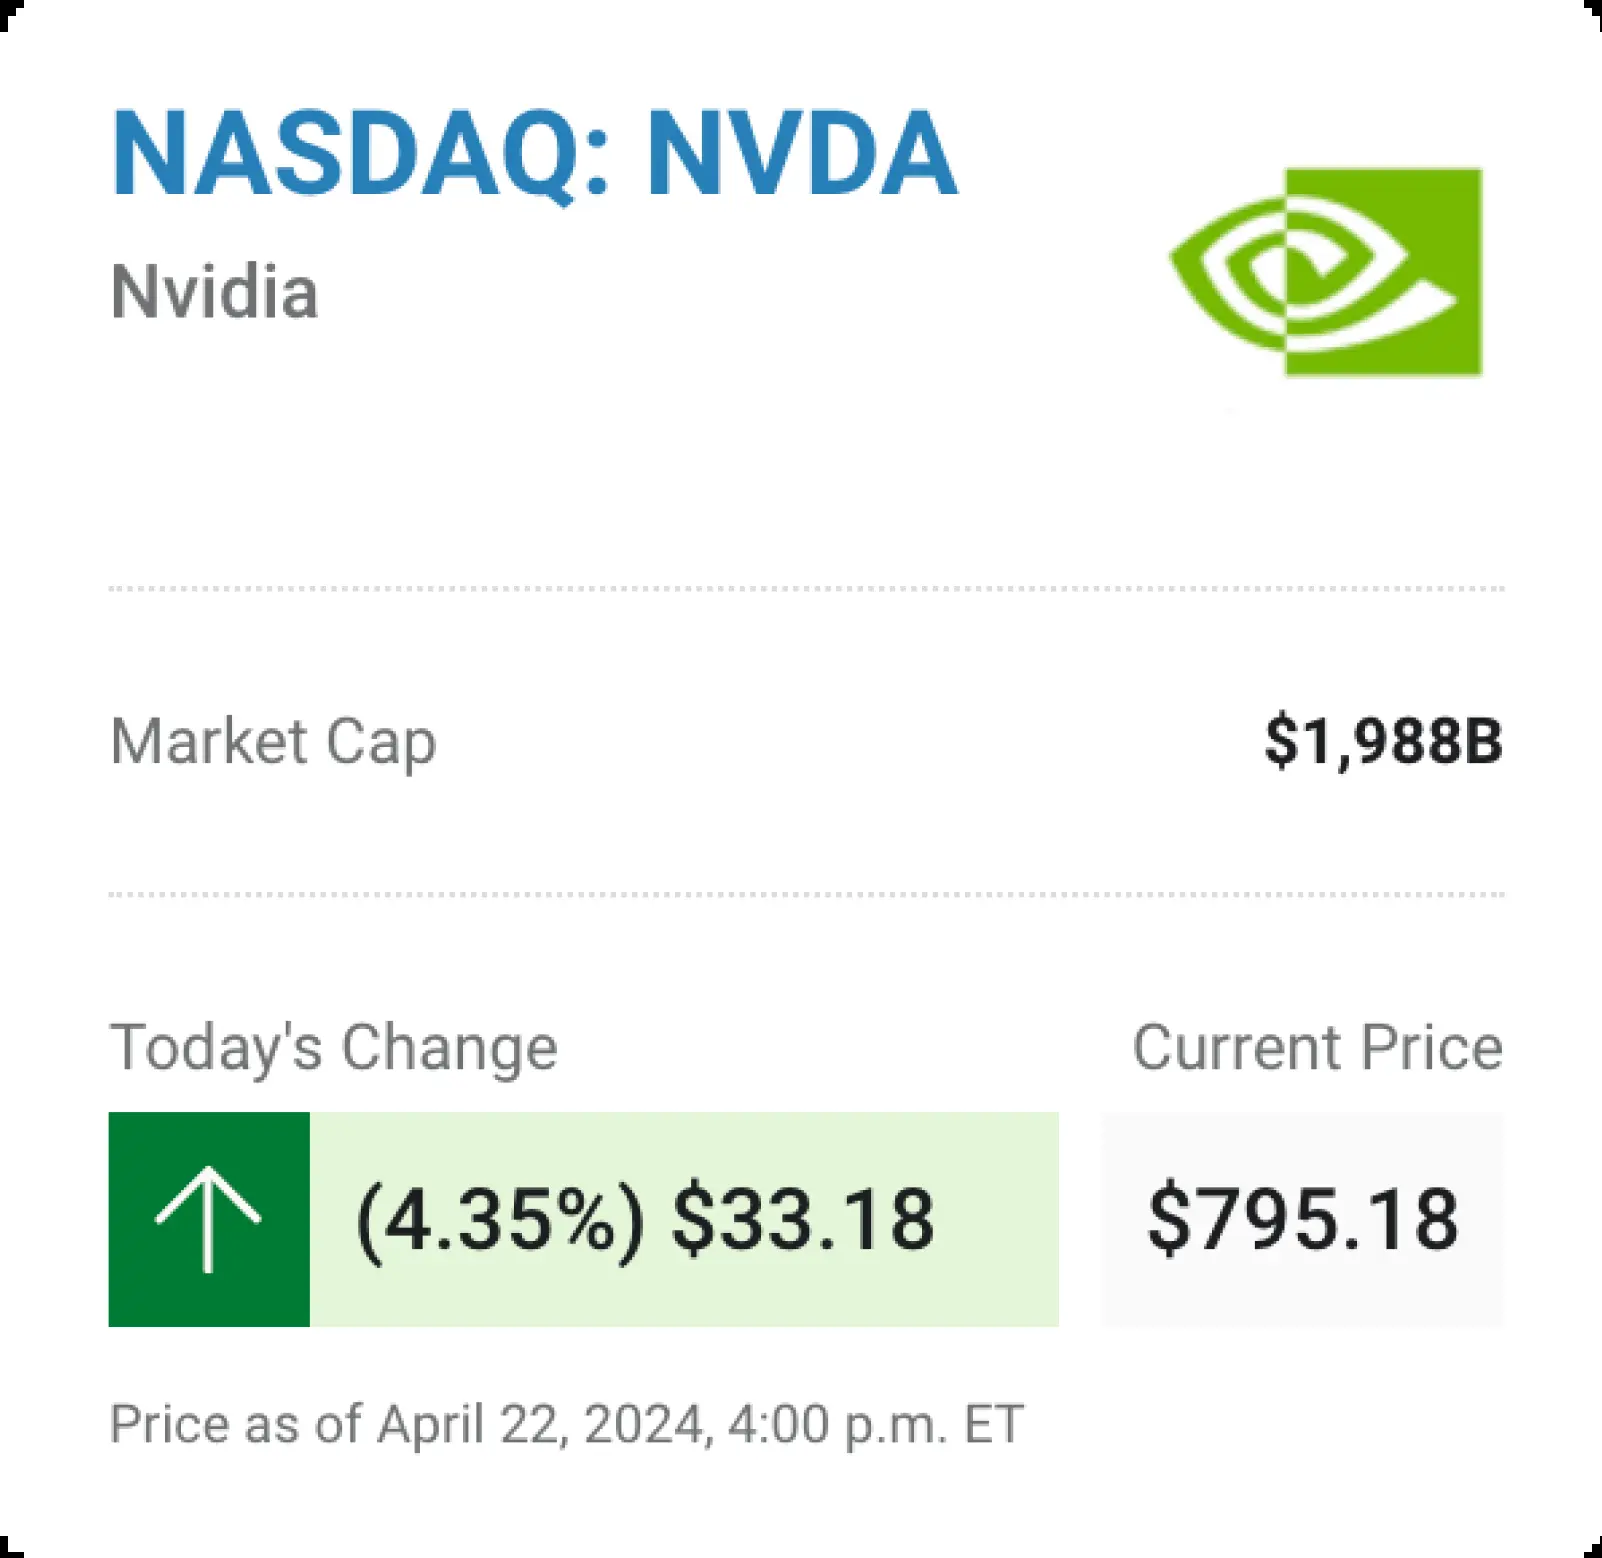 NASDAQ: NVDA
Nvidia
Market Cap $1,988B
Today's Change Current Price
(4.35%) $33.18 $795.18
Price as of April 22, 2024, 4:00 p.m. ET